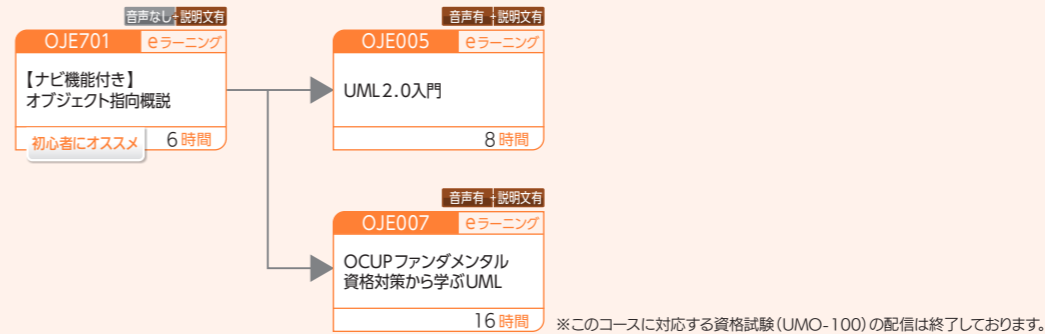 音声なし+説明文有
OJE701 eラーニング
【ナビ機能付き】
オブジェクト指向概説
初心者にオススメ 6時間
音声有+説明文有
OJE005 eラーニング
UML2.0入門
8時間
音声有+説明文有
OJE007 eラーニング
OCUPファンダメンタル
資格対策から学ぶUML
16時間
※このコースに対応する資格試験(UMO-100)の配信は終了しております。